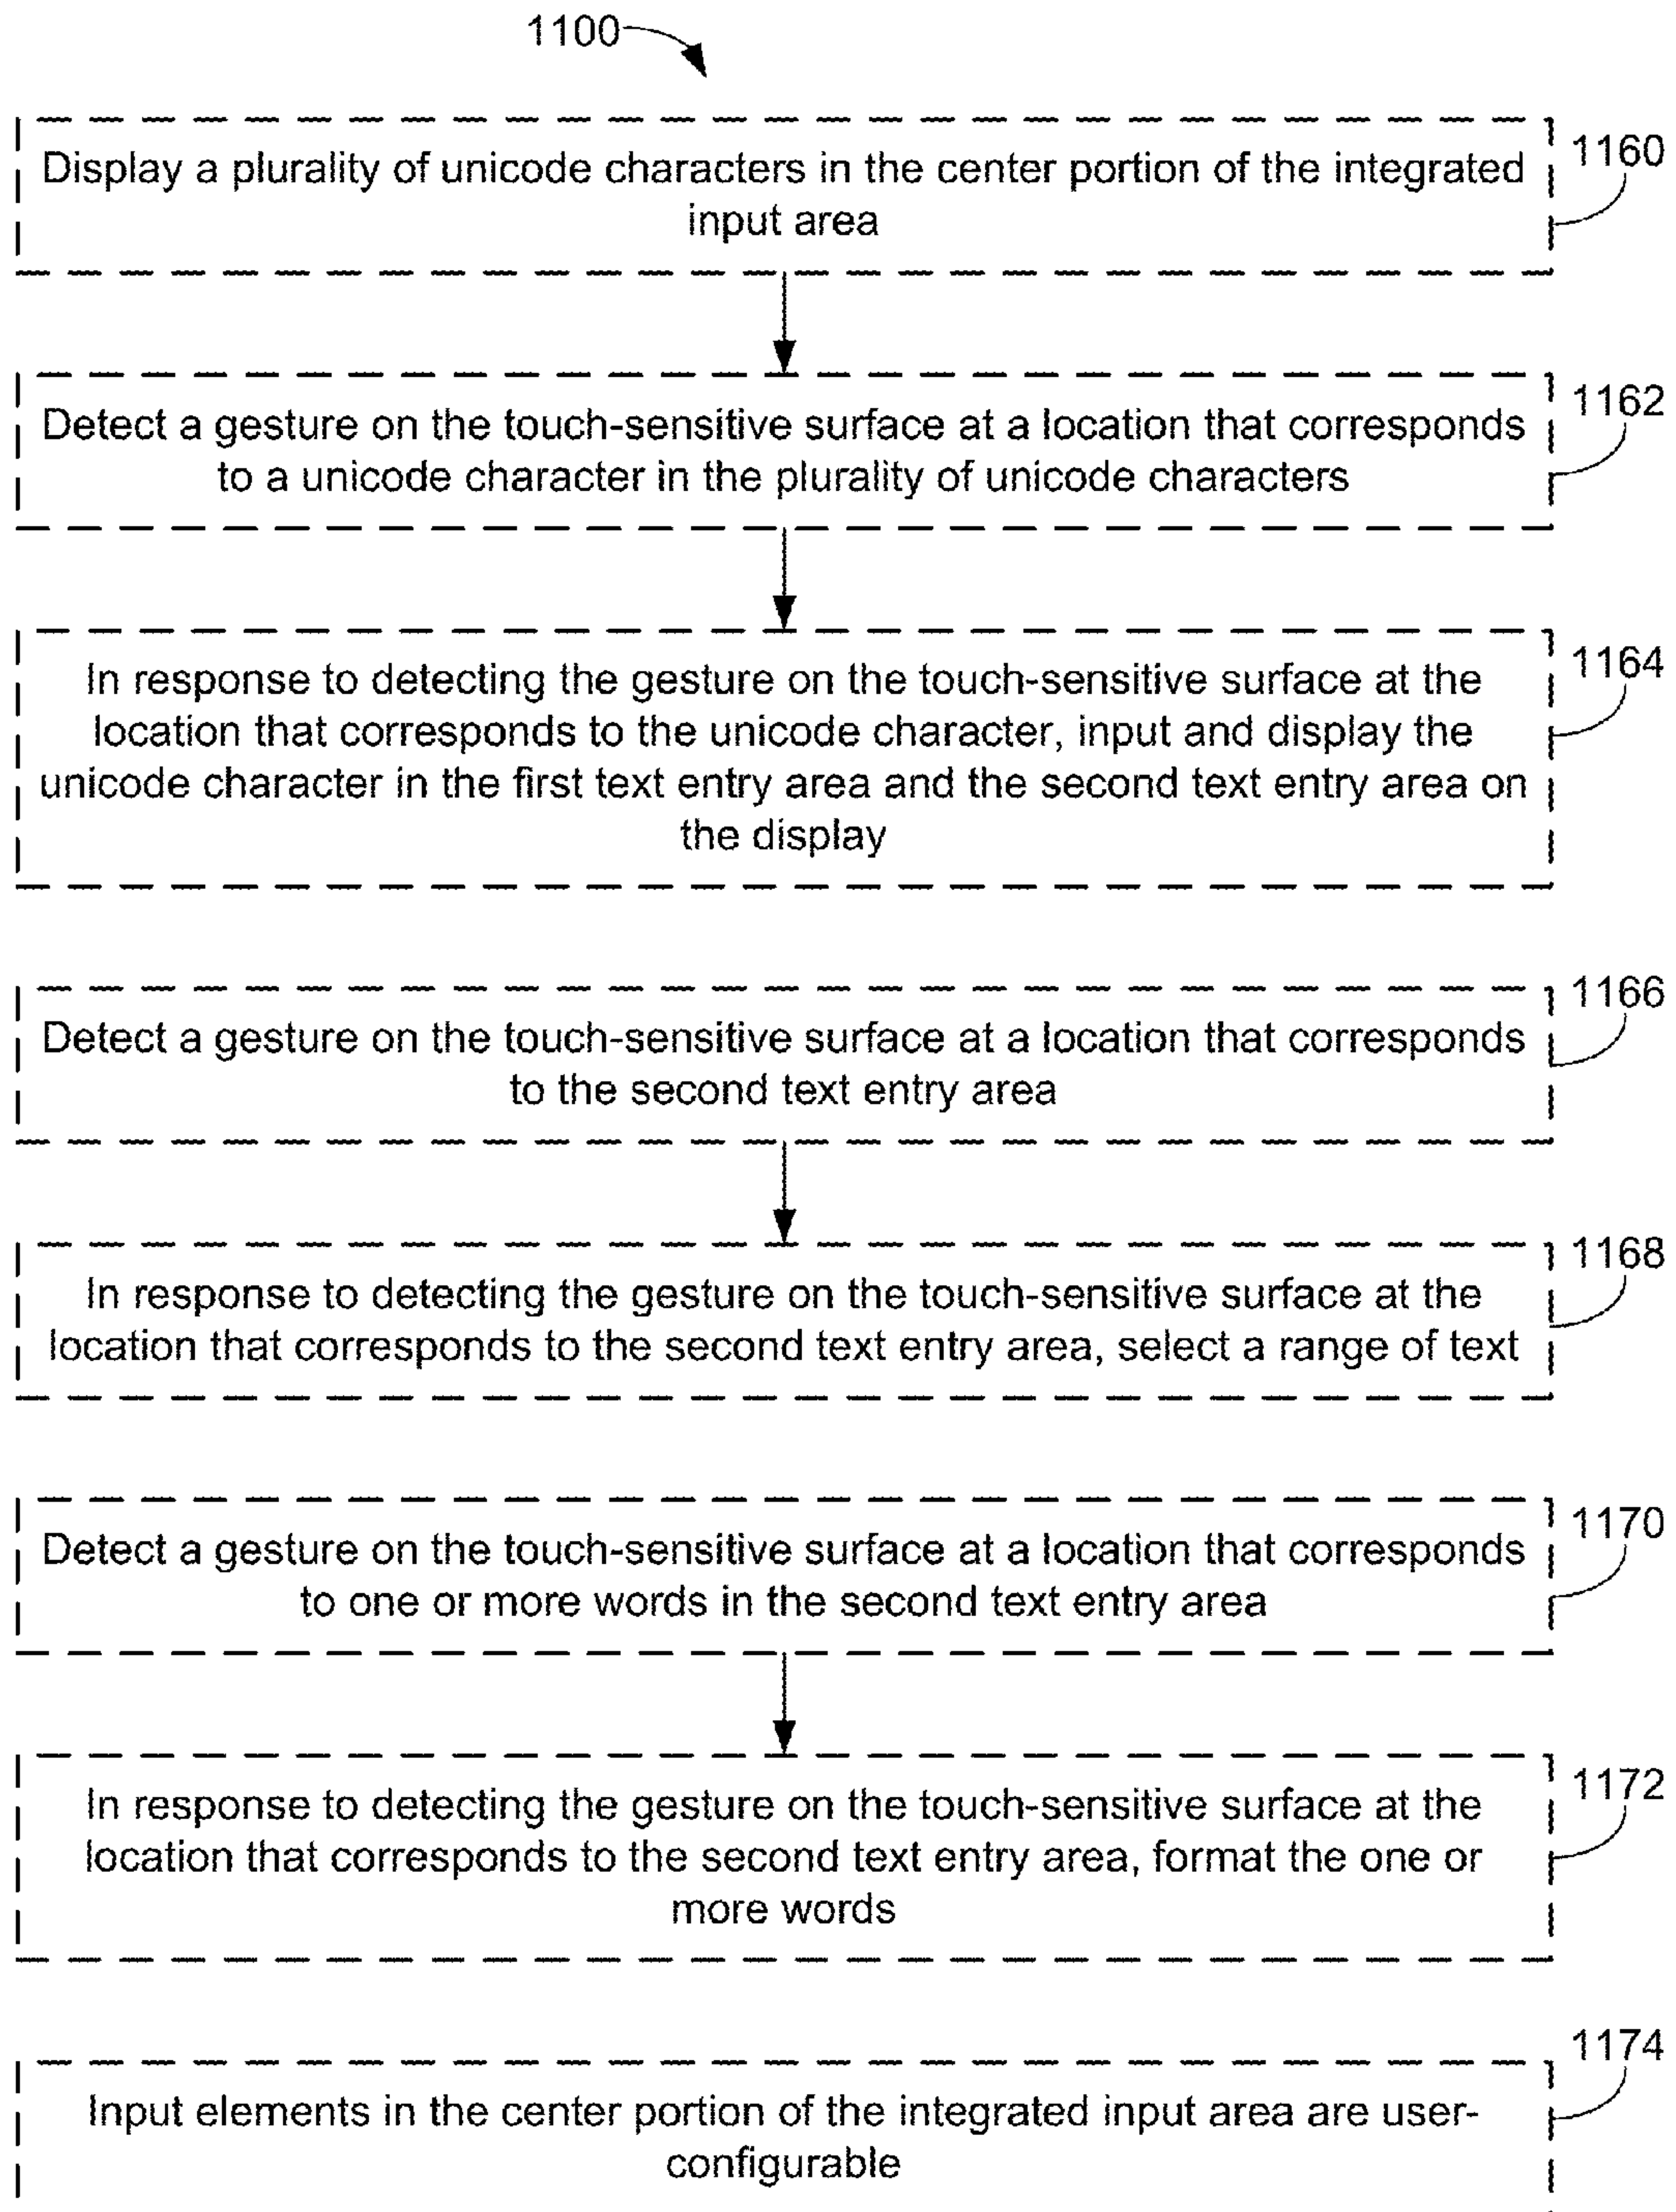 1100
Display a plurality of unicode characters in the center portion of the integrated
input area
1160
Detect a gesture on the touch-sensitive surface at a location that corresponds
to a unicode character in the plurality of unicode characters
1162
In response to detecting the gesture on the touch-sensitive surface at the
location that corresponds to the unicode character, input and display the
unicode character in the first text entry area and the second text entry area on
the display
1164
Detect a gesture on the touch-sensitive surface at a location that corresponds
to the second text entry area
1166
In response to detecting the gesture on the touch-sensitive surface at the
location that corresponds to the second text entry area, select a range of text
1168
Detect a gesture on the touch-sensitive surface at a location that corresponds
to one or more words in the second text entry area
1170
In response to detecting the gesture on the touch-sensitive surface at the
location that corresponds to the second text entry area, format the one or
more words
1172
Input elements in the center portion of the integrated input area are user-
configurable
1174